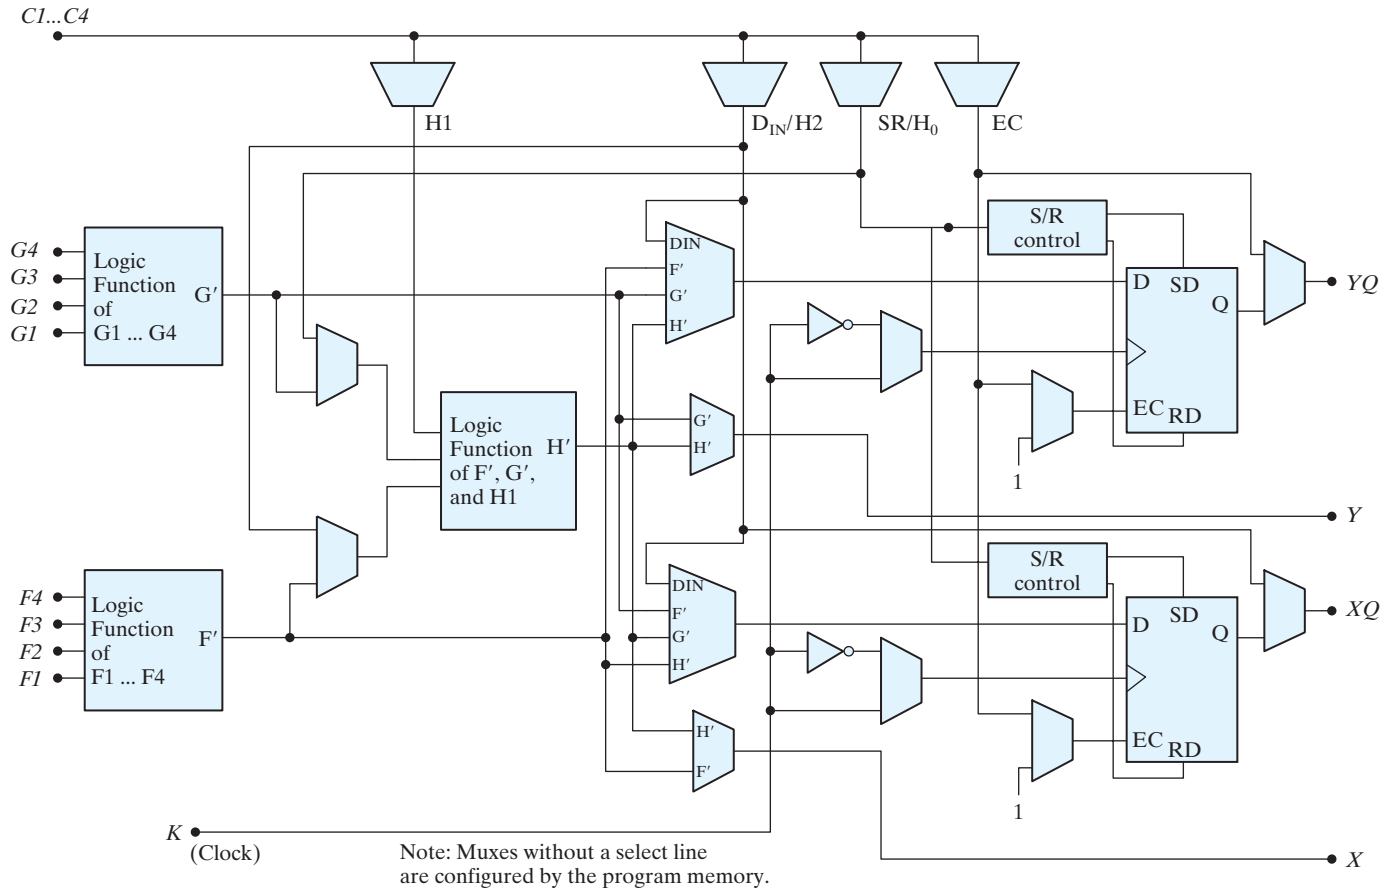 C1...C4
H1
D_IN/H2
SR/H_0
EC
S/R
control
G4
G3
G2
G1
Logic
Function
of
G1 ... G4
G′
DIN
F′
G′
H′
D
SD
Q
EC
RD
YQ
1
Logic
Function
of F′, G′,
and H1
H′
G′
H′
Y
S/R
control
F4
F3
F2
F1
Logic
Function
of
F1 ... F4
F′
DIN
F′
G′
H′
D
SD
Q
EC
RD
XQ
1
H′
F′
K
(Clock)
Note: Muxes without a select line
are configured by the program memory.
X